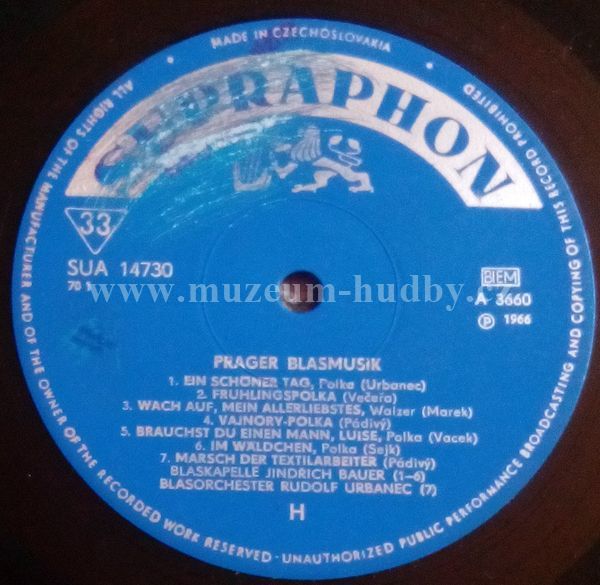 MADE IN CZECHOSLOVAKIA
SUPRAPHON
ALL RIGHTS OF THE MANUFACTURER AND OF THE OWNER OF THE RECORDED WORK RESERVED - UNAUTHORIZED PUBLIC PERFORMANCE BROADCASTING AND COPYING OF THIS RECORD PROHIBITED
33
SUA 14730
70 1
BIEM
A 3660
℗ 1966
www.muzeum-hudby.cz
PRAGER BLASMUSIK
1. EIN SCHÖNER TAG, Polka (Urbanec)
2. FRÜHLINGSPOLKA (Večeřa)
3. WACH AUF, MEIN ALLERLIEBSTES, Walzer (Marek)
4. VAJNORY-POLKA (Pádivý)
5. BRAUCHST DU EINEN MANN, LUISE, Polka (Vacek)
6. IM WÄLDCHEN, Polka (Sejk)
7. MARSCH DER TEXTILARBEITER (Pádivý)
BLASKAPELLE JINDRICH BAUER (1-6)
BLASORCHESTER RUDOLF URBANEC (7)
H